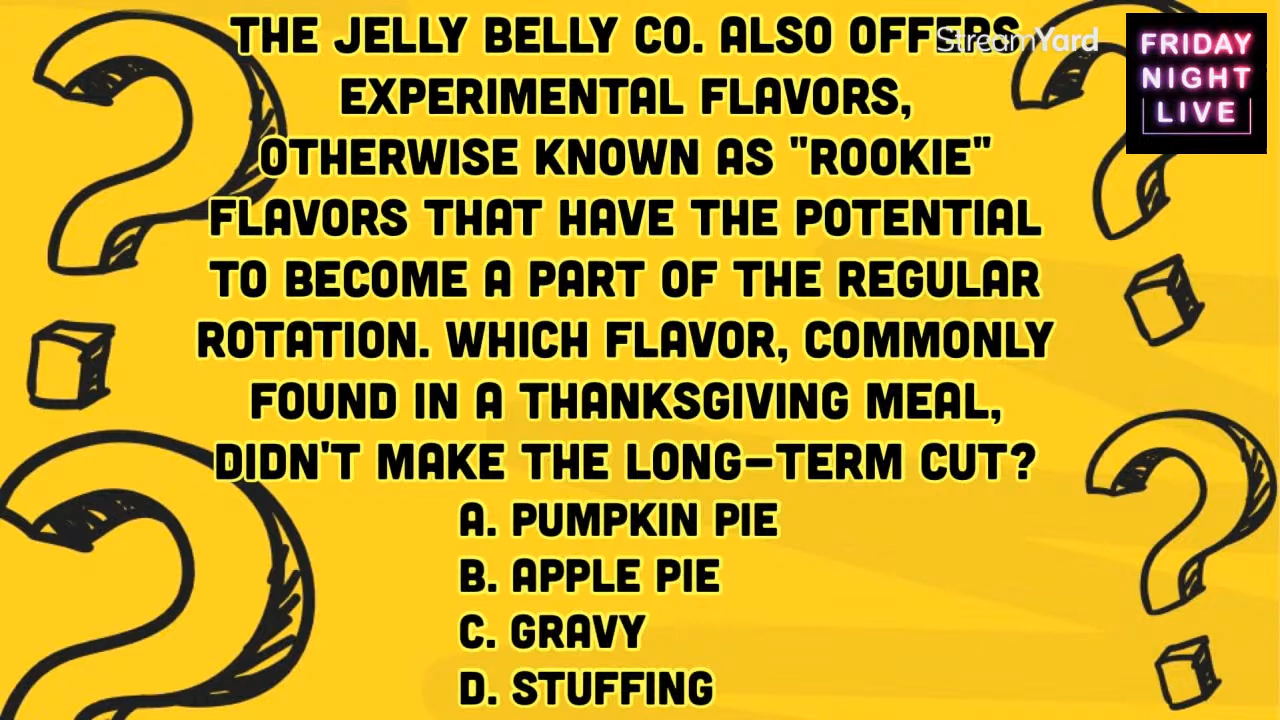 THE JELLY BELLY CO. ALSO OFFERS
StreamYard
EXPERIMENTAL FLAVORS,
OTHERWISE KNOWN AS "ROOKIE"
FLAVORS THAT HAVE THE POTENTIAL
TO BECOME A PART OF THE REGULAR
ROTATION. WHICH FLAVOR, COMMONLY
FOUND IN A THANKSGIVING MEAL,
DIDN'T MAKE THE LONG-TERM CUT?
A. PUMPKIN PIE
B. APPLE PIE
C. GRAVY
D. STUFFING
FRIDAY
NIGHT
LIVE